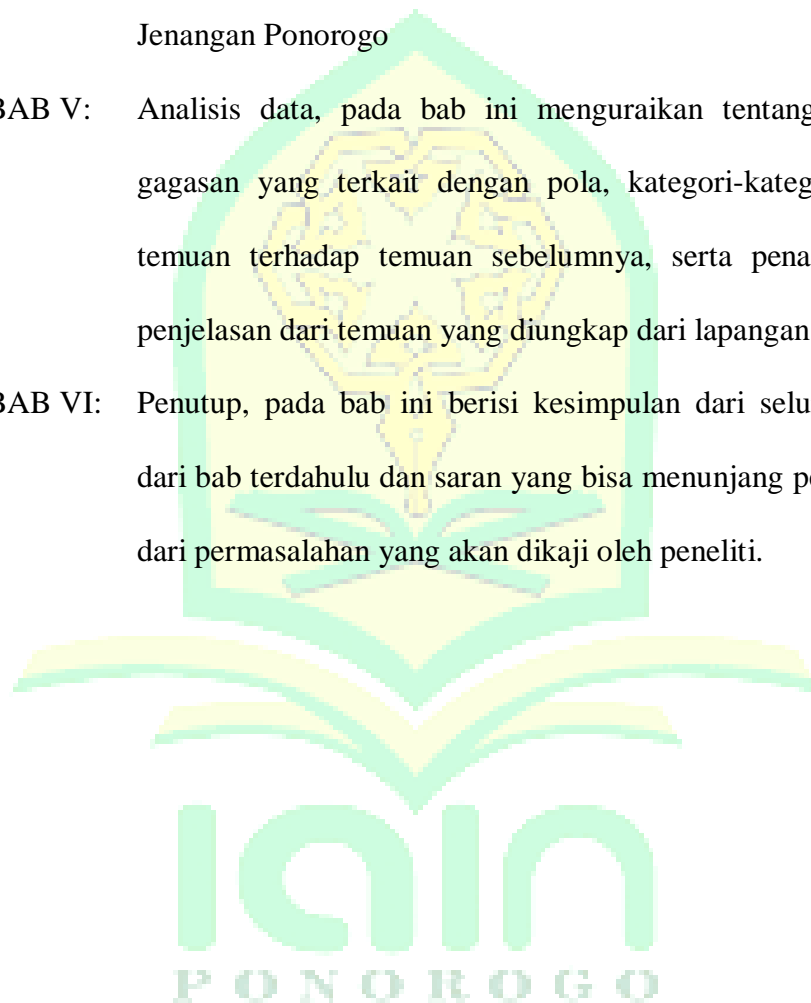 Jenangan Ponorogo
BAB V: Analisis data, pada bab ini menguraikan tentang
gagasan yang terkait dengan pola, kategori-kateg
temuan terhadap temuan sebelumnya, serta pena
penjelasan dari temuan yang diungkap dari lapangan
BAB VI: Penutup, pada bab ini berisi kesimpulan dari selu
dari bab terdahulu dan saran yang bisa menunjang pe
dari permasalahan yang akan dikaji oleh peneliti.
iain
PONOROGO